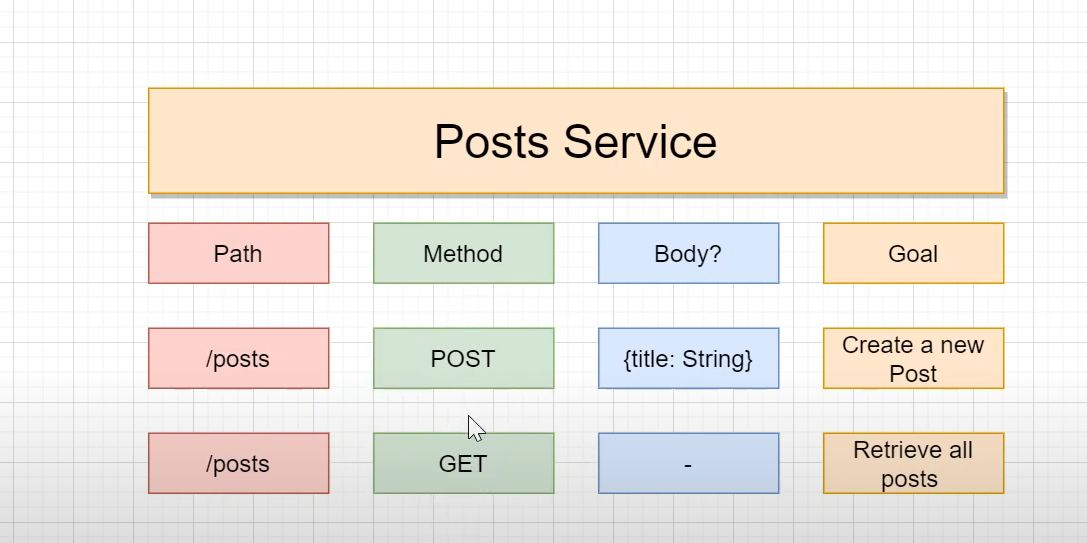 Posts Service
Path Method Body? Goal
/posts POST {title: String} Create a new
Post
/posts GET - Retrieve all
posts